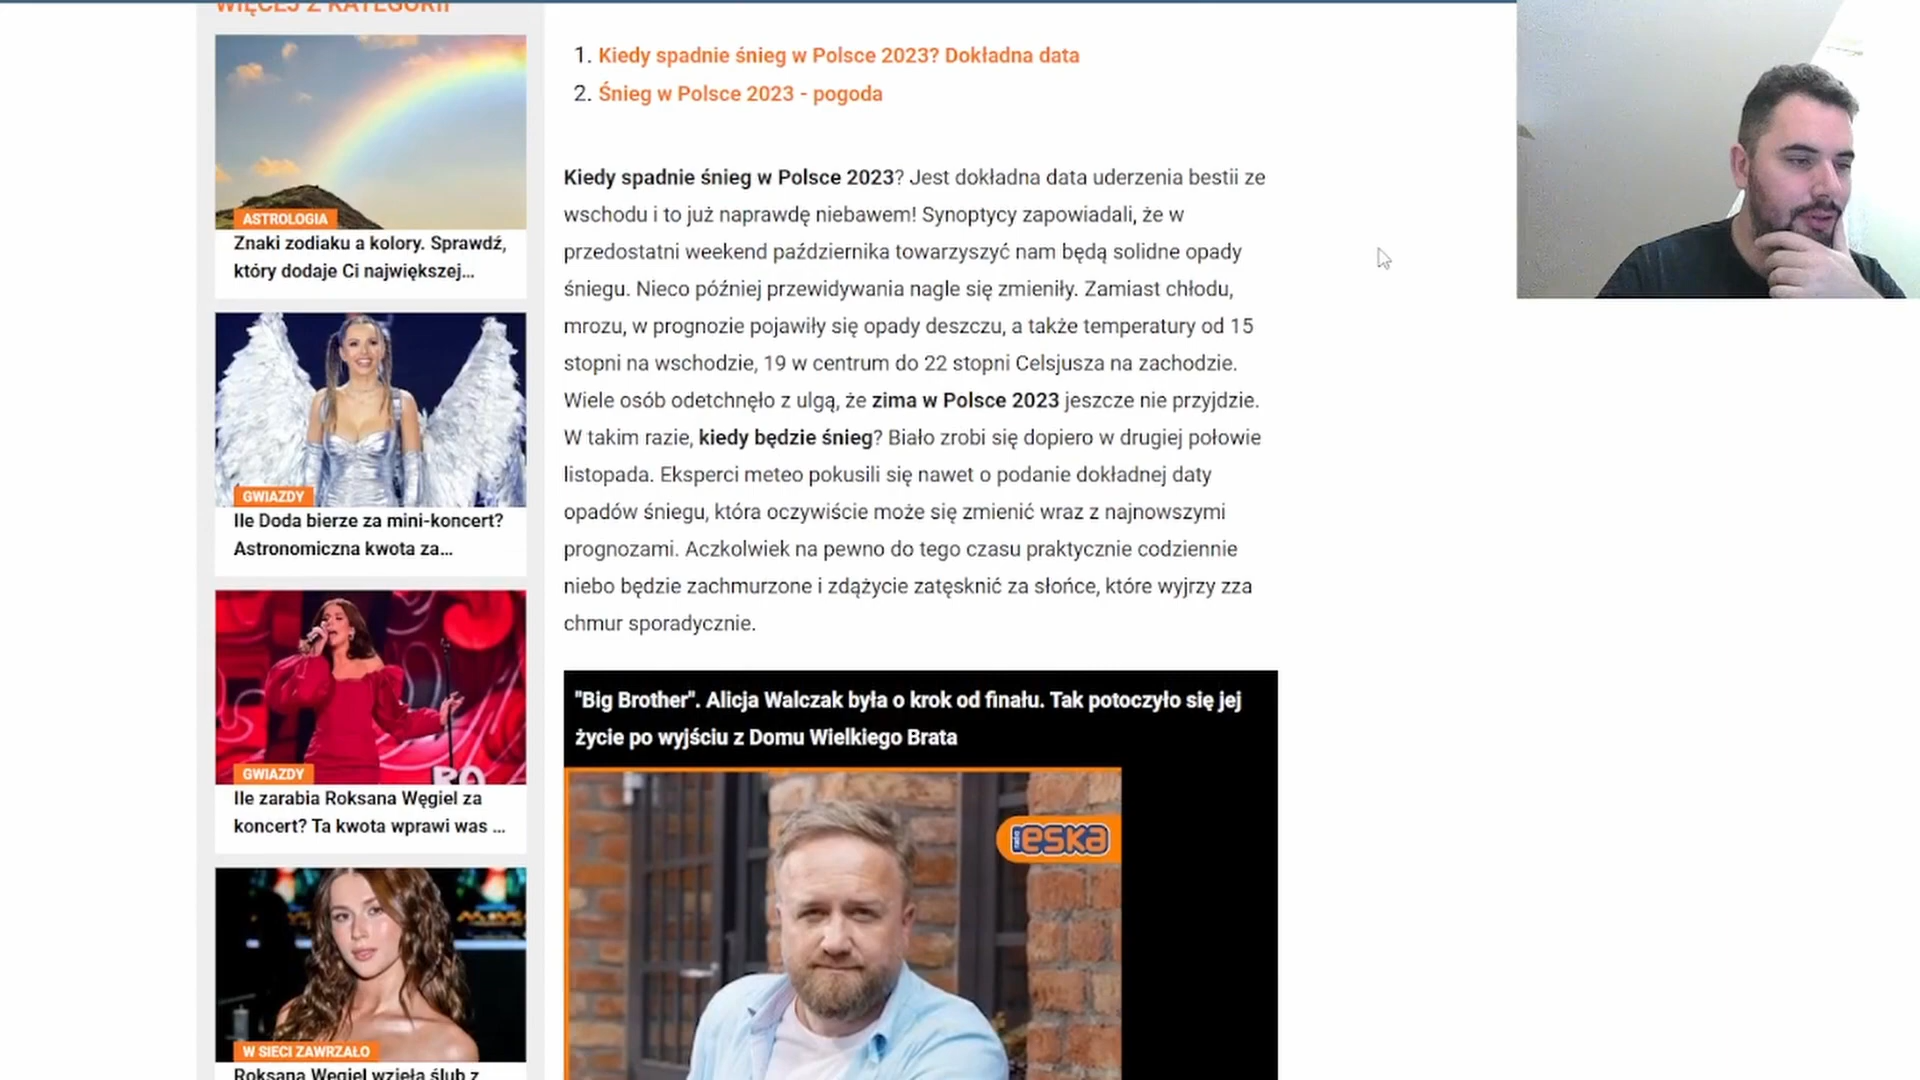 WIĘCEJ Z KATEGORII
ASTROLOGIA
Znaki zodiaku a kolory. Sprawdź,
który dodaje Ci największej...
GWIAZDY
Ile Doda bierze za mini-koncert?
Astronomiczna kwota za...
GWIAZDY
Ile zarabia Roksana Węgiel za
koncert? Ta kwota wprawi was ...
W SIECI ZAWRZAŁO
Roksana Węgiel wzięła ślub z
1. Kiedy spadnie śnieg w Polsce 2023? Dokładna data
2. Śnieg w Polsce 2023 - pogoda
Kiedy spadnie śnieg w Polsce 2023? Jest dokładna data uderzenia bestii ze
wschodu i to już naprawdę niebawem! Synoptycy zapowiadali, że w
przedostatni weekend października towarzyszyć nam będą solidne opady
śniegu. Nieco później przewidywania nagle się zmieniły. Zamiast chłodu,
mrozu, w prognozie pojawiły się opady deszczu, a także temperatury od 15
stopni na wschodzie, 19 w centrum do 22 stopni Celsjusza na zachodzie.
Wiele osób odetchnęło z ulgą, że zima w Polsce 2023 jeszcze nie przyjdzie.
W takim razie, kiedy będzie śnieg? Biało zrobi się dopiero w drugiej połowie
listopada. Eksperci meteo pokusili się nawet o podanie dokładnej daty
opadów śniegu, która oczywiście może się zmienić wraz z najnowszymi
prognozami. Aczkolwiek na pewno do tego czasu praktycznie codziennie
niebo będzie zachmurzone i zdążycie zatęsknić za słońce, które wyjrzy zza
chmur sporadycznie.
"Big Brother". Alicja Walczak była o krok od finału. Tak potoczyło się jej
życie po wyjściu z Domu Wielkiego Brata
eska